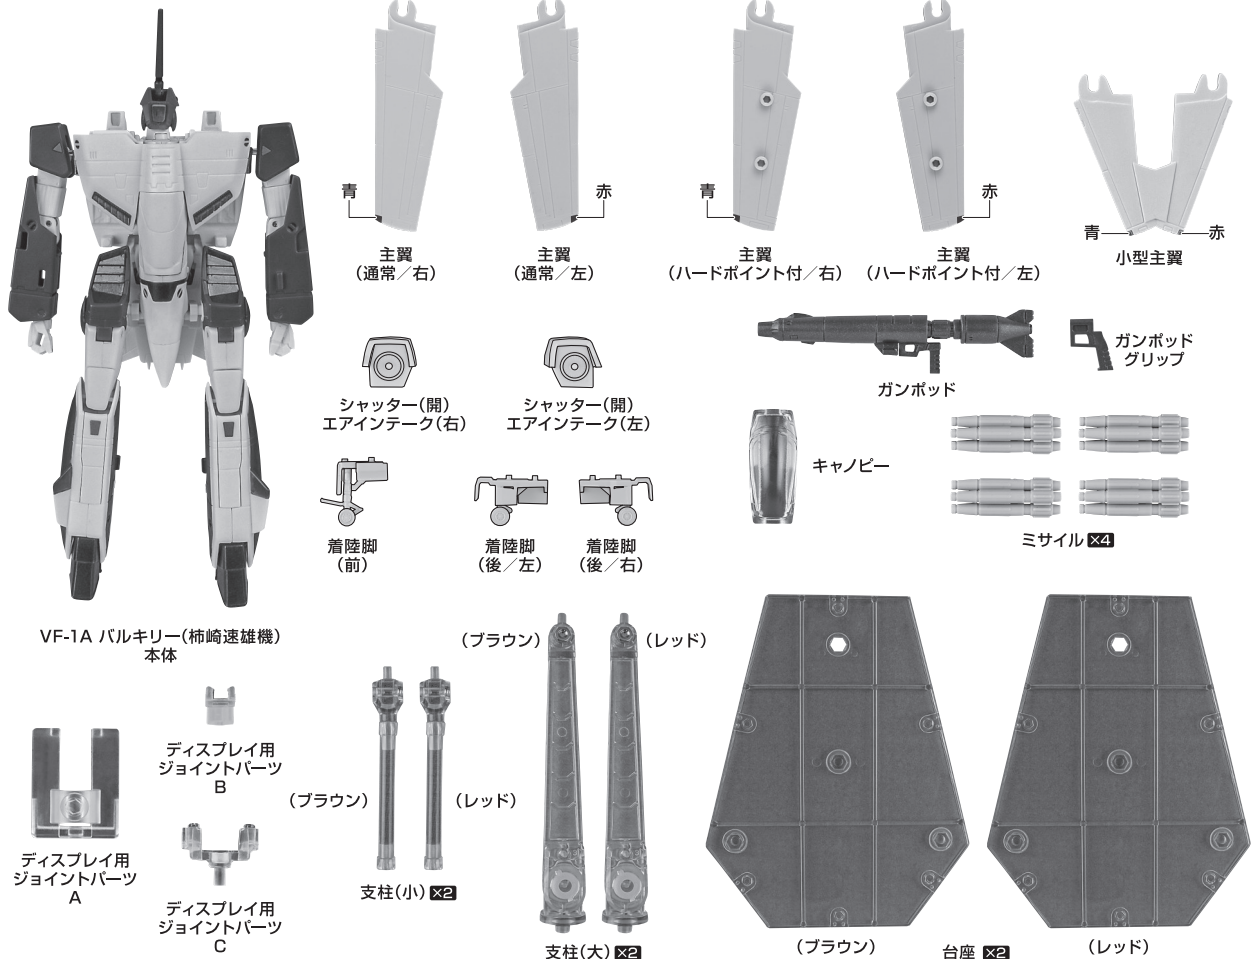 青
主翼
(通常／右)
赤
主翼
(通常／左)
青
主翼
(ハードポイント付／右)
赤
主翼
(ハードポイント付／左)
青
赤
小型主翼
ガンポッド
ガンポッド
グリップ
シャッター(開)
エアインテーク(右)
シャッター(開)
エアインテーク(左)
キャノピー
ミサイル ×4
着陸脚
(前)
着陸脚
(後／左)
着陸脚
(後／右)
VF-1A バルキリー(柿崎速雄機)
本体
ディスプレイ用
ジョイントパーツ
A
ディスプレイ用
ジョイントパーツ
B
ディスプレイ用
ジョイントパーツ
C
(ブラウン)
(レッド)
支柱(小) ×2
(ブラウン)
(レッド)
支柱(大) ×2
(ブラウン)
台座 ×2
(レッド)